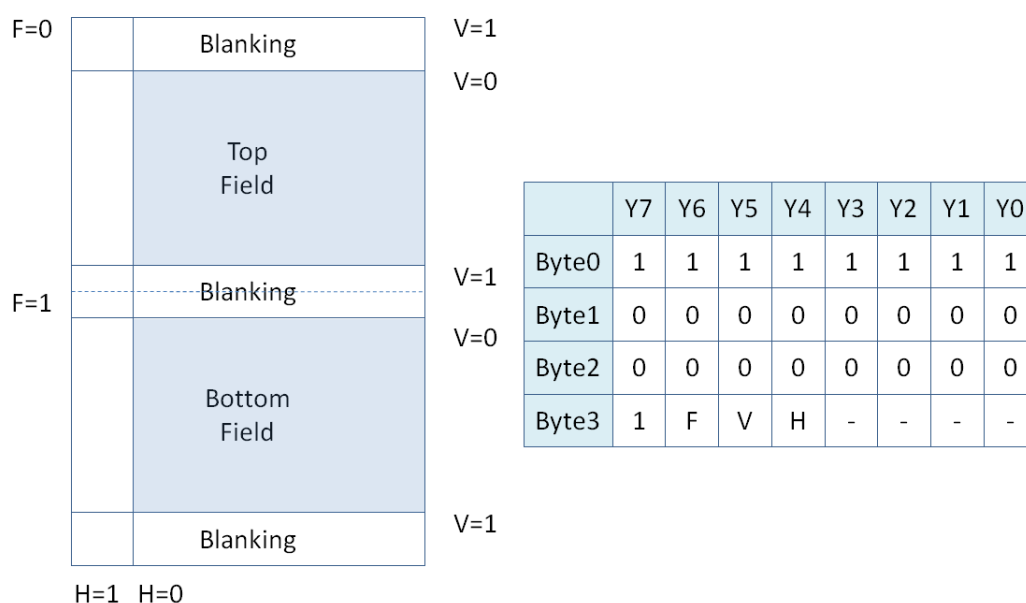 F=0
Blanking
V=1
V=0
Top
Field
Blanking
V=1
F=1
V=0
Bottom
Field
Blanking
V=1
H=1 H=0
Y7 Y6 Y5 Y4 Y3 Y2 Y1 Y0
Byte0 1 1 1 1 1 1 1 1
Byte1 0 0 0 0 0 0 0 0
Byte2 0 0 0 0 0 0 0 0
Byte3 1 F V H - - - -